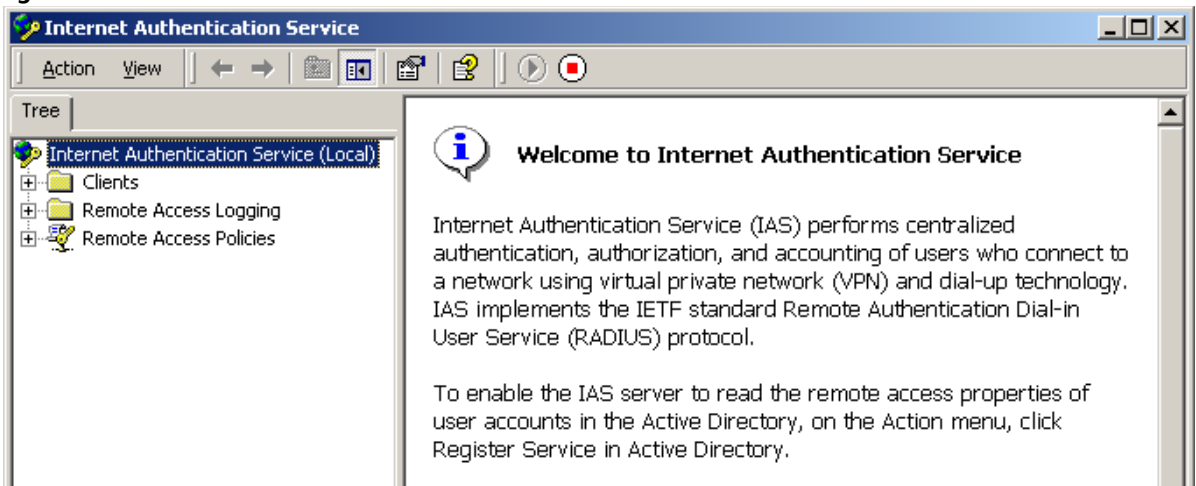 Internet Authentication Service
Action View
Tree
Internet Authentication Service (Local)
Clients
Remote Access Logging
Remote Access Policies
Welcome to Internet Authentication Service
Internet Authentication Service (IAS) performs centralized
authentication, authorization, and accounting of users who connect to
a network using virtual private network (VPN) and dial-up technology.
IAS implements the IETF standard Remote Authentication Dial-in
User Service (RADIUS) protocol.
To enable the IAS server to read the remote access properties of
user accounts in the Active Directory, on the Action menu, click
Register Service in Active Directory.